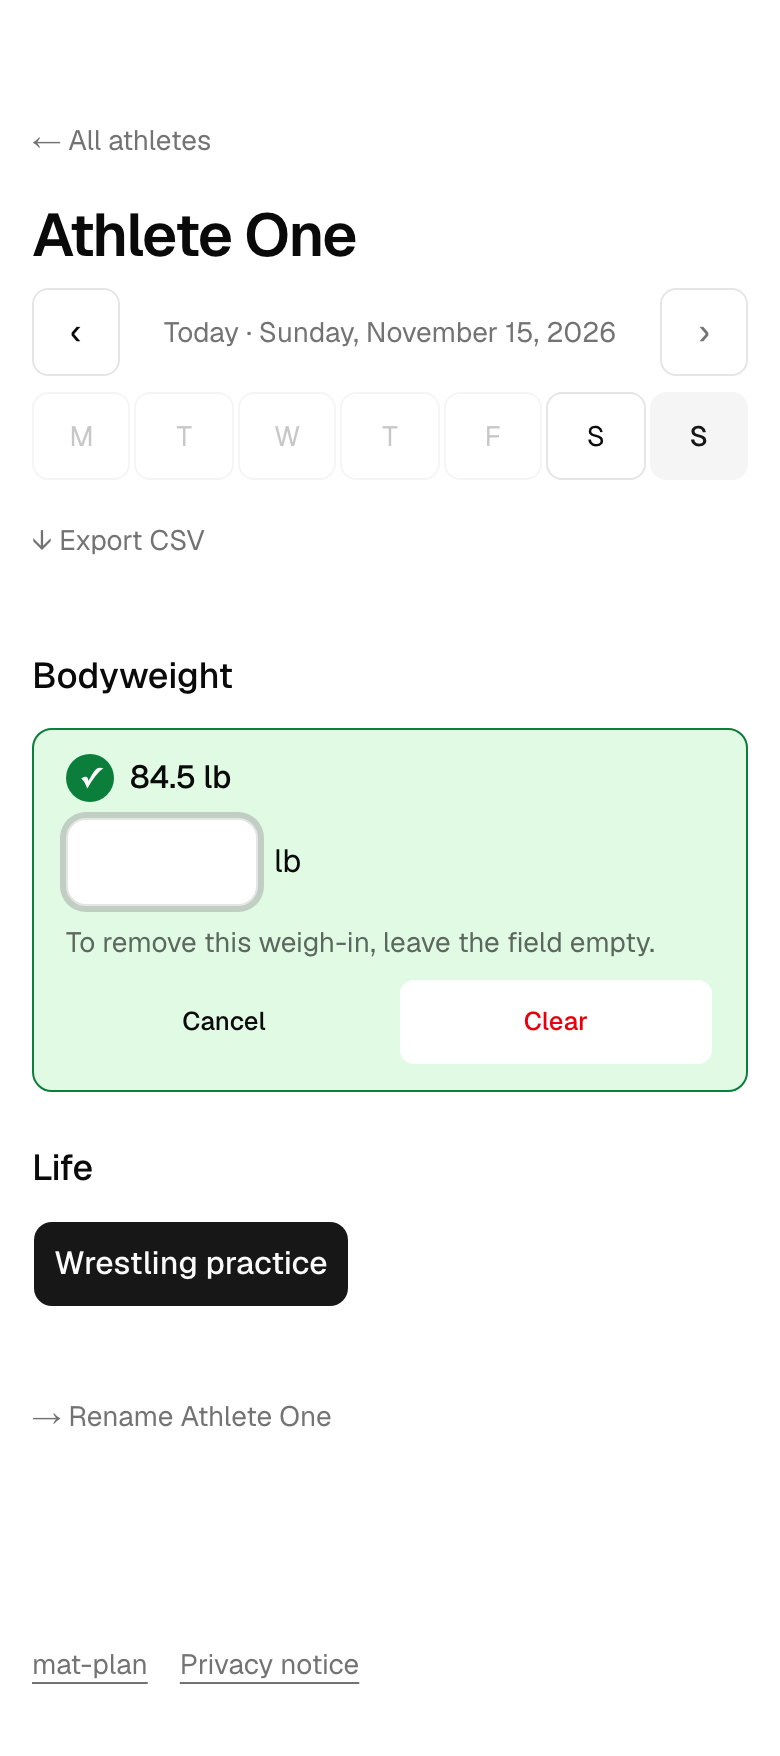 ← All athletes
Athlete One
‹ Today · Sunday, November 15, 2026 ›
M T W T F S S
↓ Export CSV
Bodyweight
✓ 84.5 lb
lb
To remove this weigh-in, leave the field empty.
Cancel Clear
Life
Wrestling practice
→ Rename Athlete One
mat-plan Privacy notice